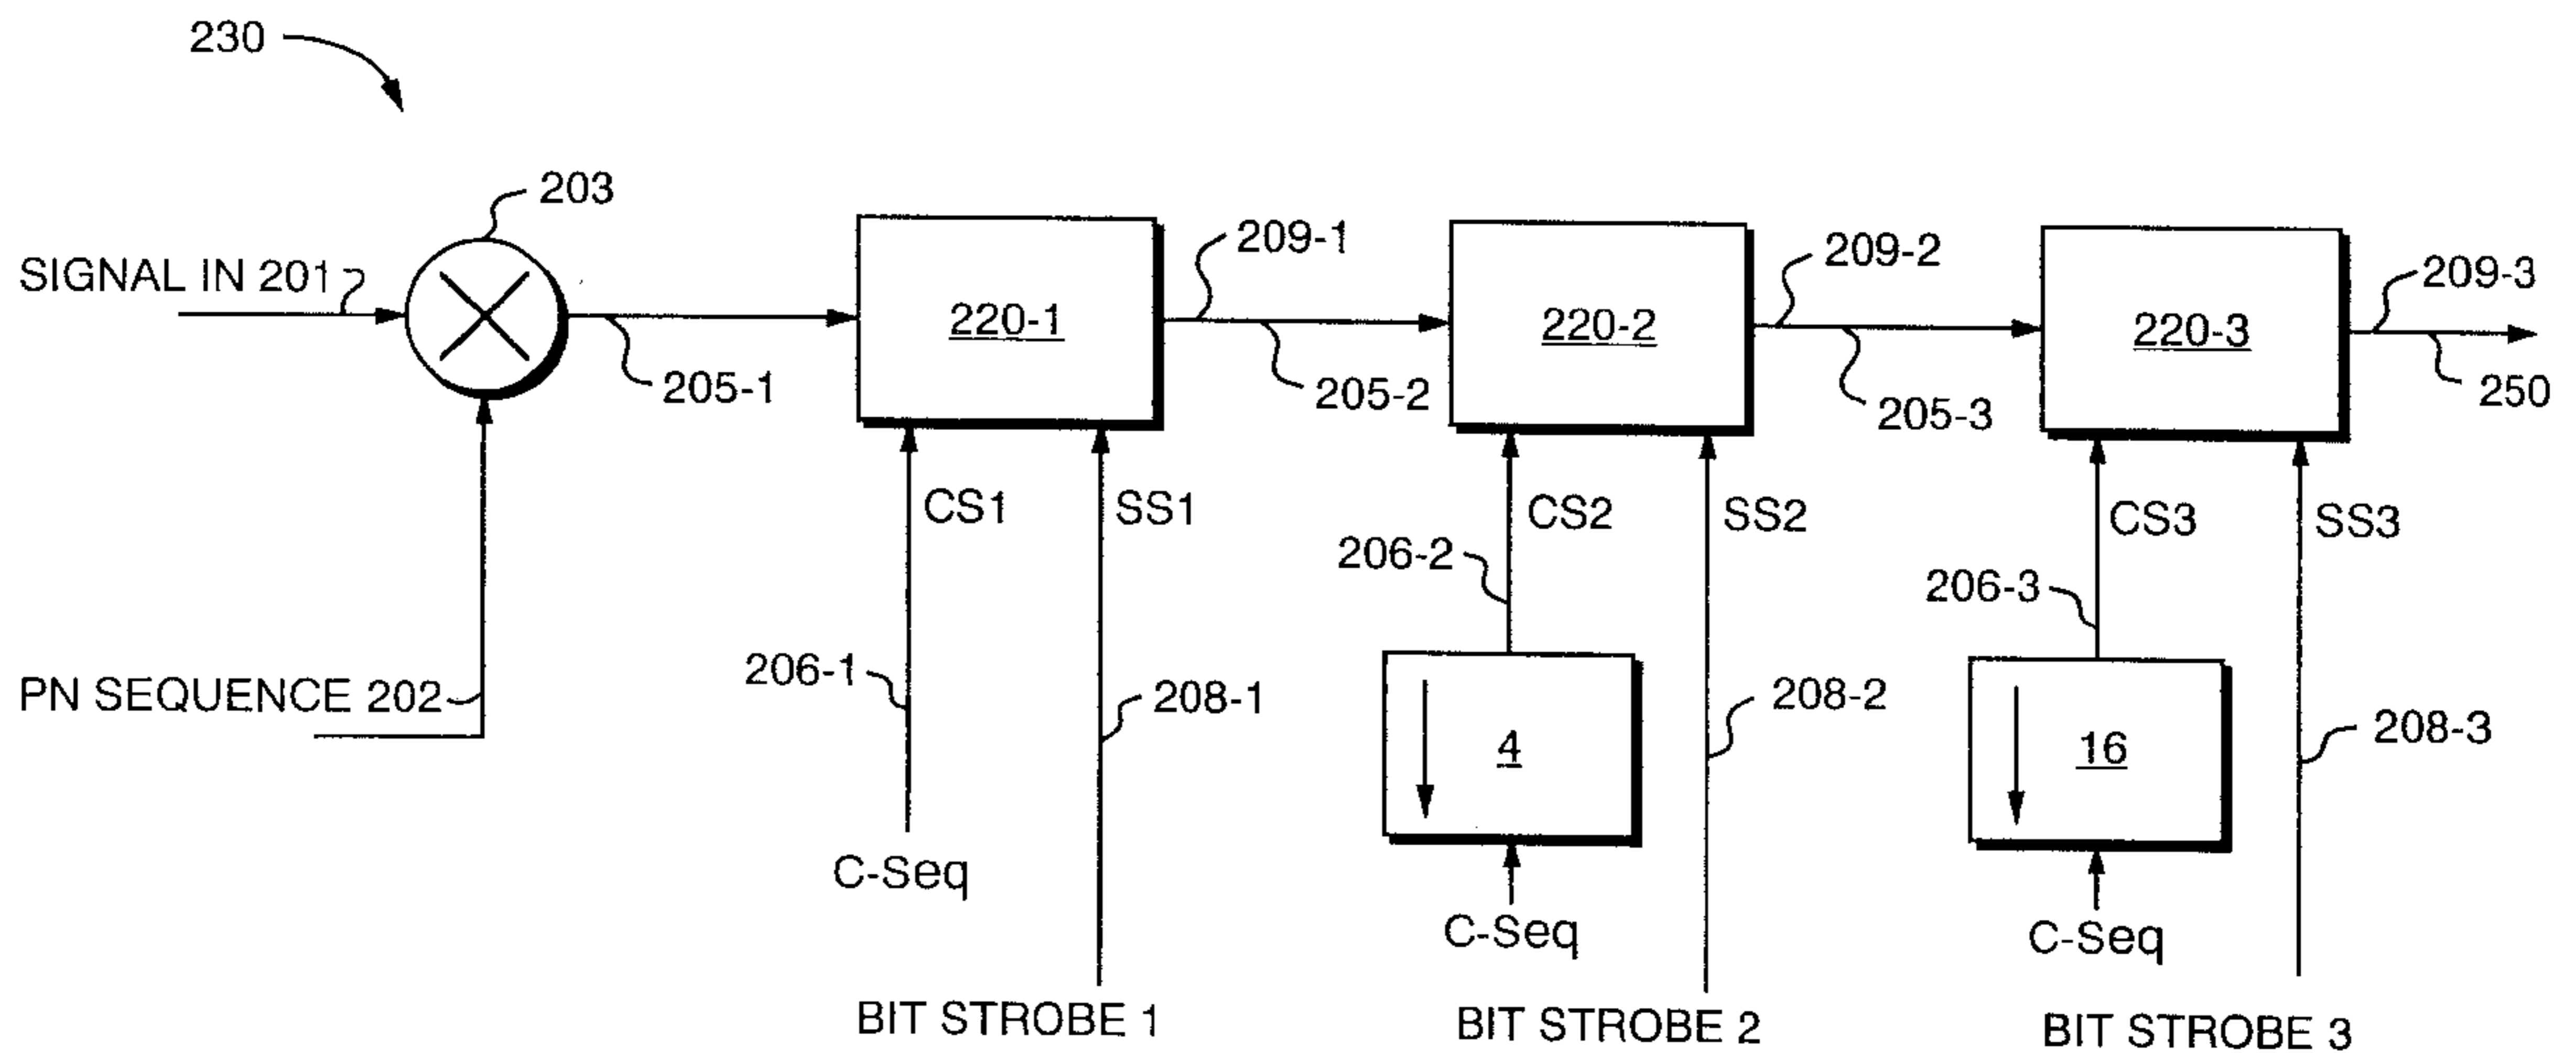 230
203
SIGNAL IN 201
209-1
209-2
209-3
220-1
220-2
220-3
205-1
205-2
205-3
250
CS1
SS1
CS2
SS2
CS3
SS3
206-2
206-3
206-1
PN SEQUENCE 202
208-1
208-2
208-3
4
16
C-Seq
C-Seq
C-Seq
BIT STROBE 1
BIT STROBE 2
BIT STROBE 3